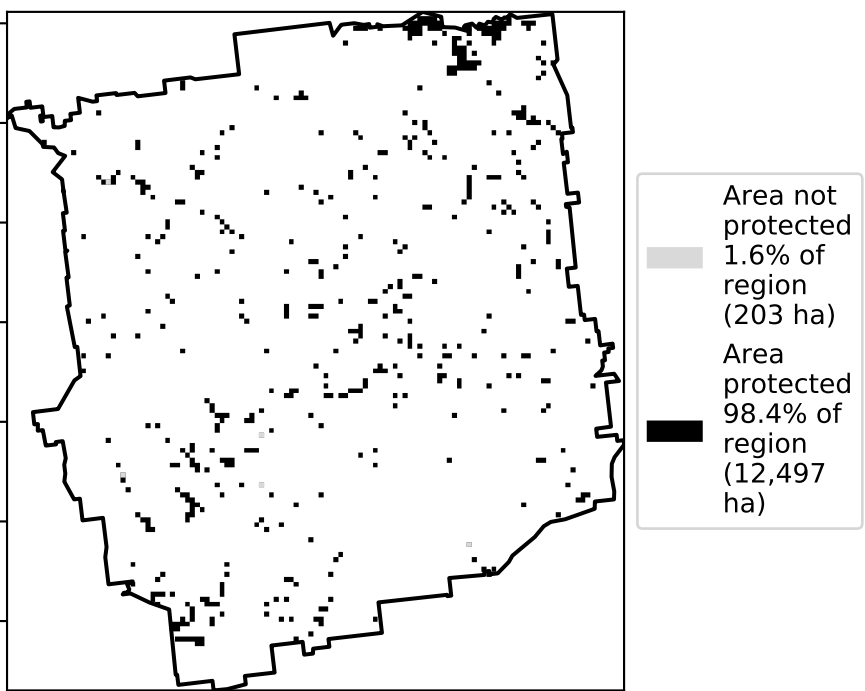 Area not
protected
1.6% of
region
(203 ha)
Area
protected
98.4% of
region
(12,497
ha)